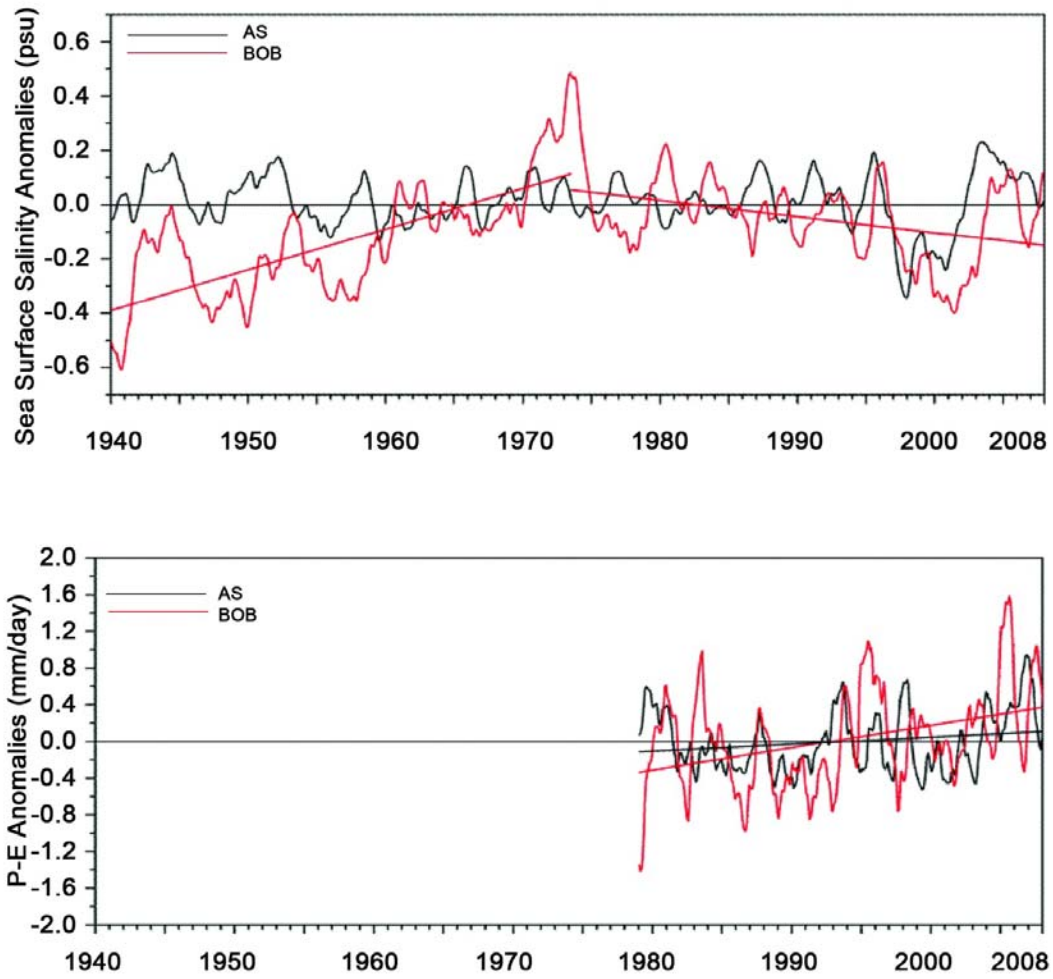 Sea Surface Salinity Anomalies (psu)
0.6
0.4
0.2
0.0
-0.2
-0.4
-0.6
AS
BOB
1940 1950 1960 1970 1980 1990 2000 2008
P-E Anomalies (mm/day)
2.0
1.6
1.2
0.8
0.4
0.0
-0.4
-0.8
-1.2
-1.6
-2.0
AS
BOB
1940 1950 1960 1970 1980 1990 2000 2008